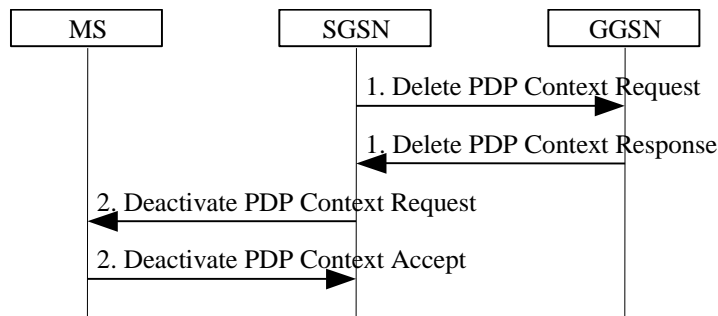 MS
SGSN
GGSN
1. Delete PDP Context Request
1. Delete PDP Context Response
2. Deactivate PDP Context Request
2. Deactivate PDP Context Accept